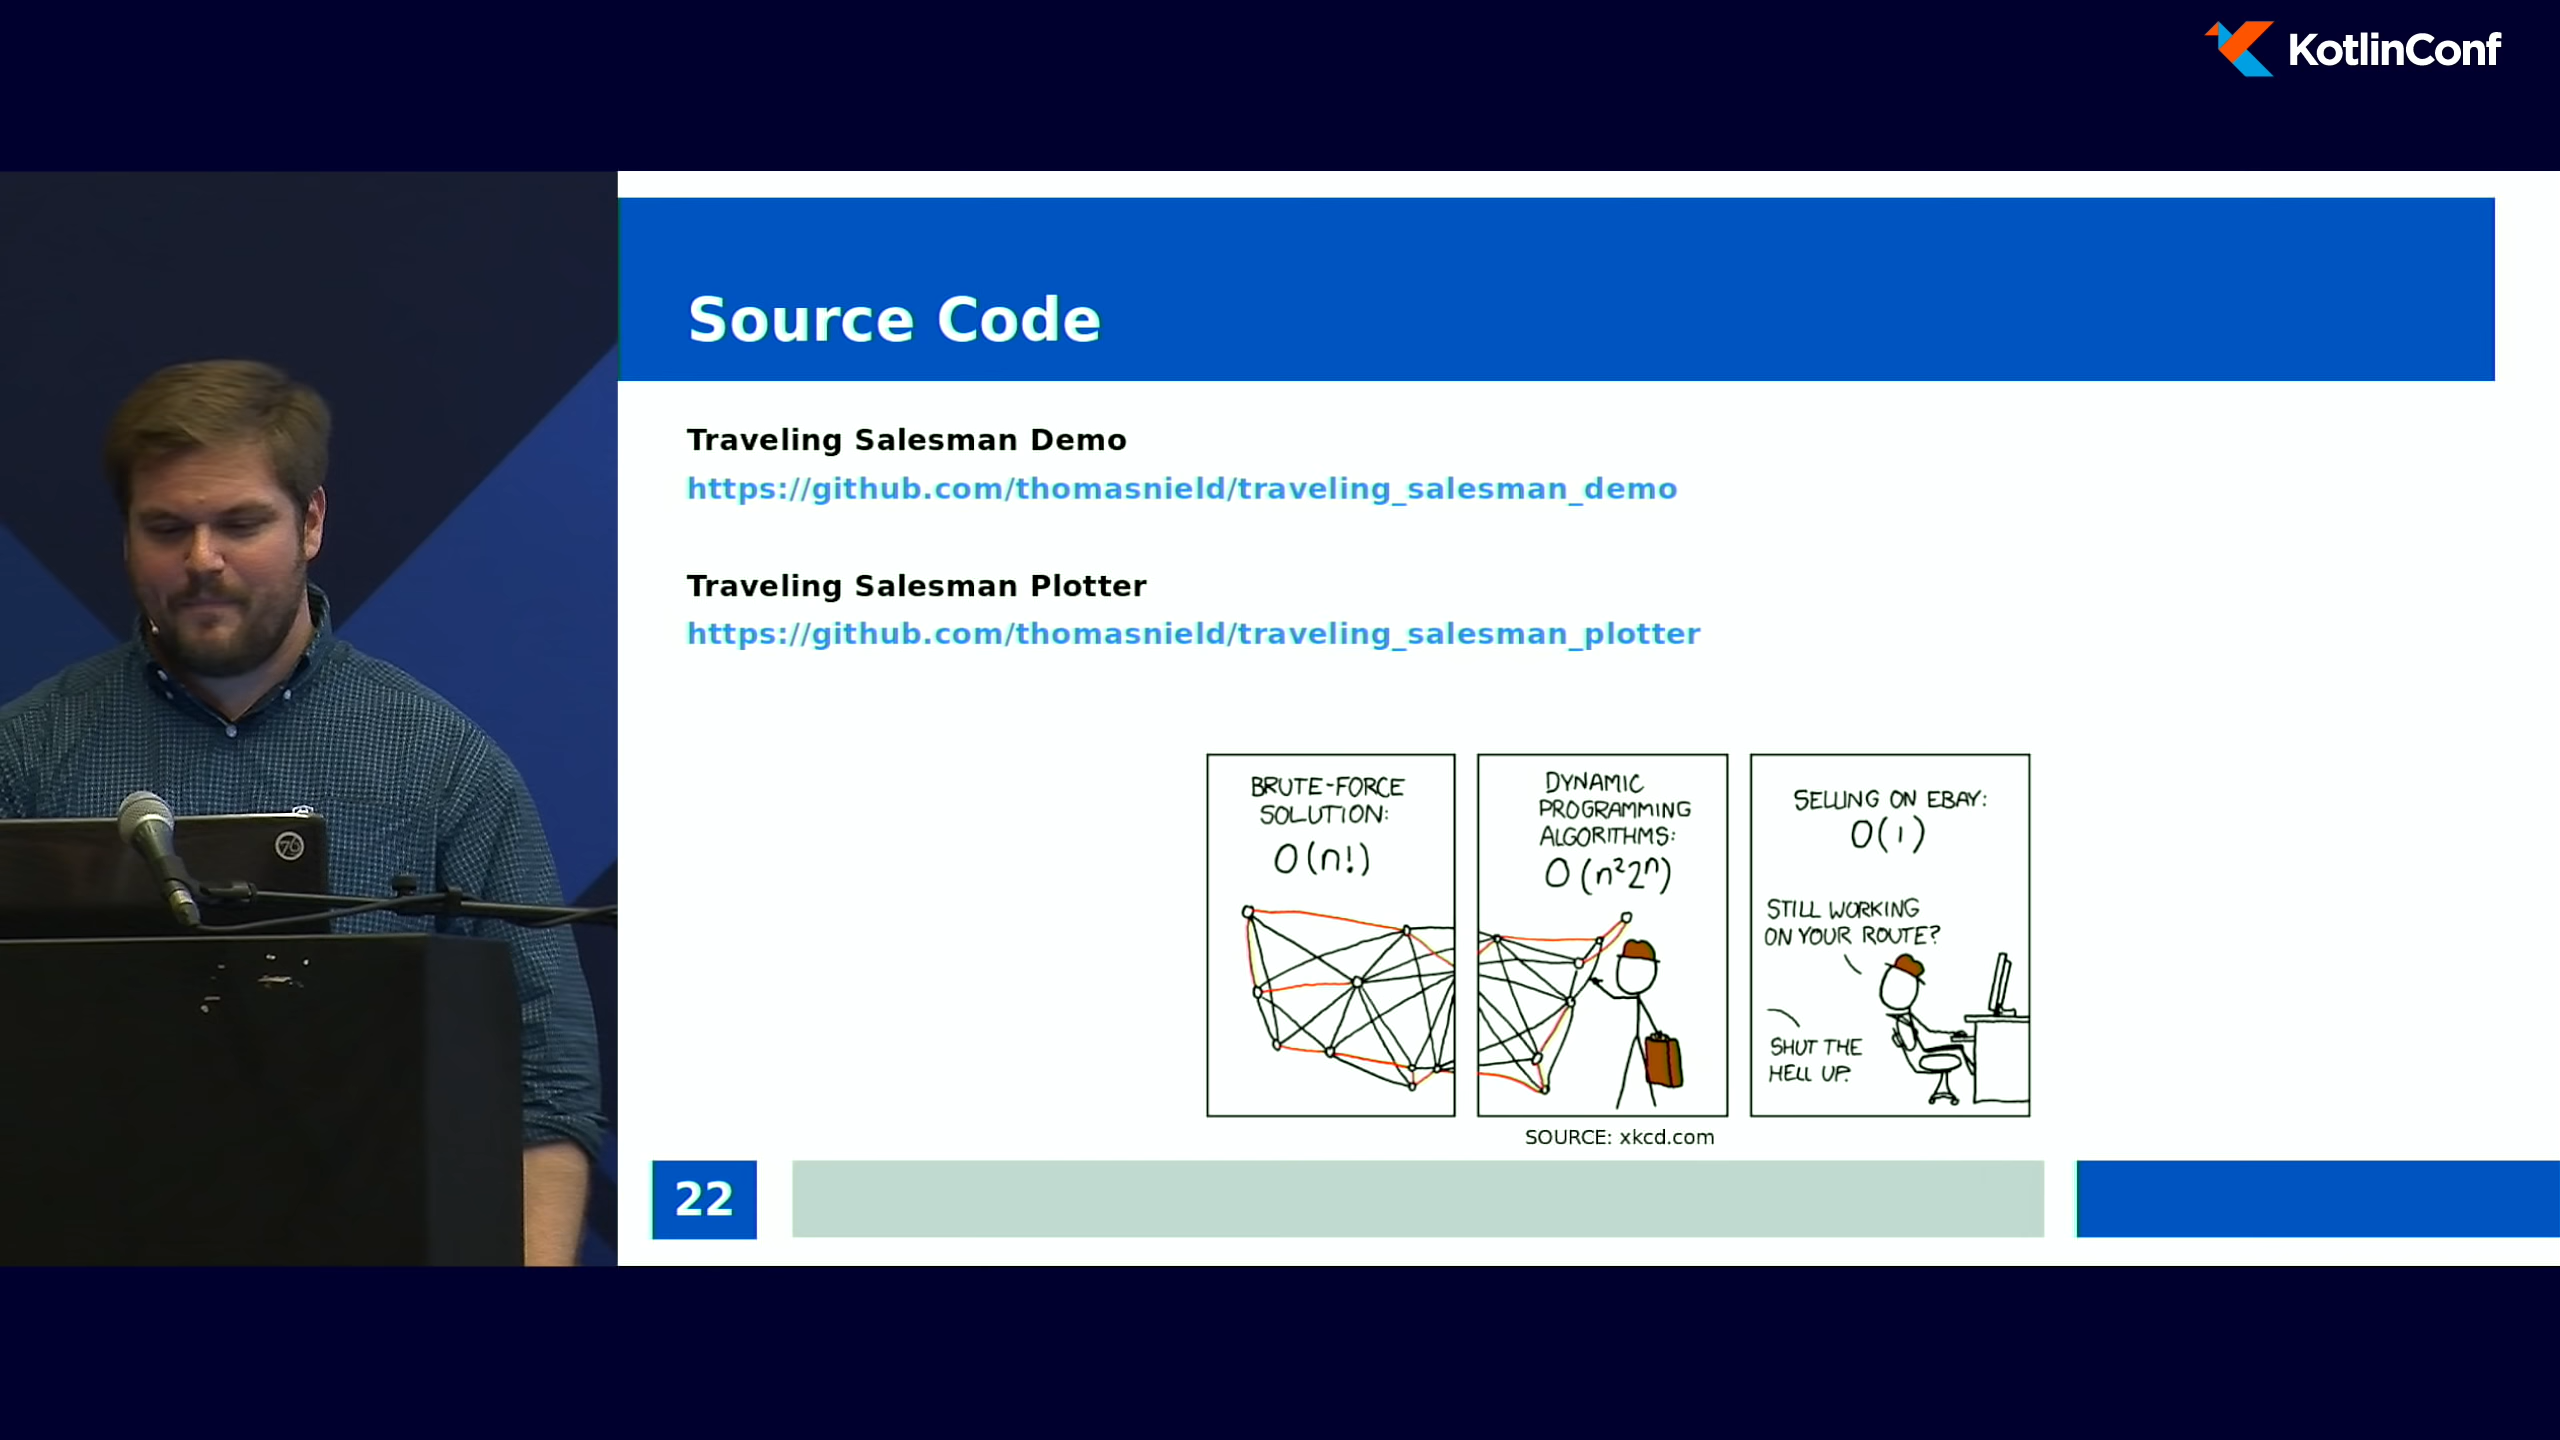 KotlinConf
Source Code
Traveling Salesman Demo
https://github.com/thomasnield/traveling_salesman_demo
Traveling Salesman Plotter
https://github.com/thomasnield/traveling_salesman_plotter
BRUTE-FORCE
SOLUTION:
O(n!)
DYNAMIC
PROGRAMMING
ALGORITHMS:
O(n²2ⁿ)
SELLING ON EBAY:
O(1)
STILL WORKING
ON YOUR ROUTE?
SHUT THE
HELL UP.
SOURCE: xkcd.com
22
76